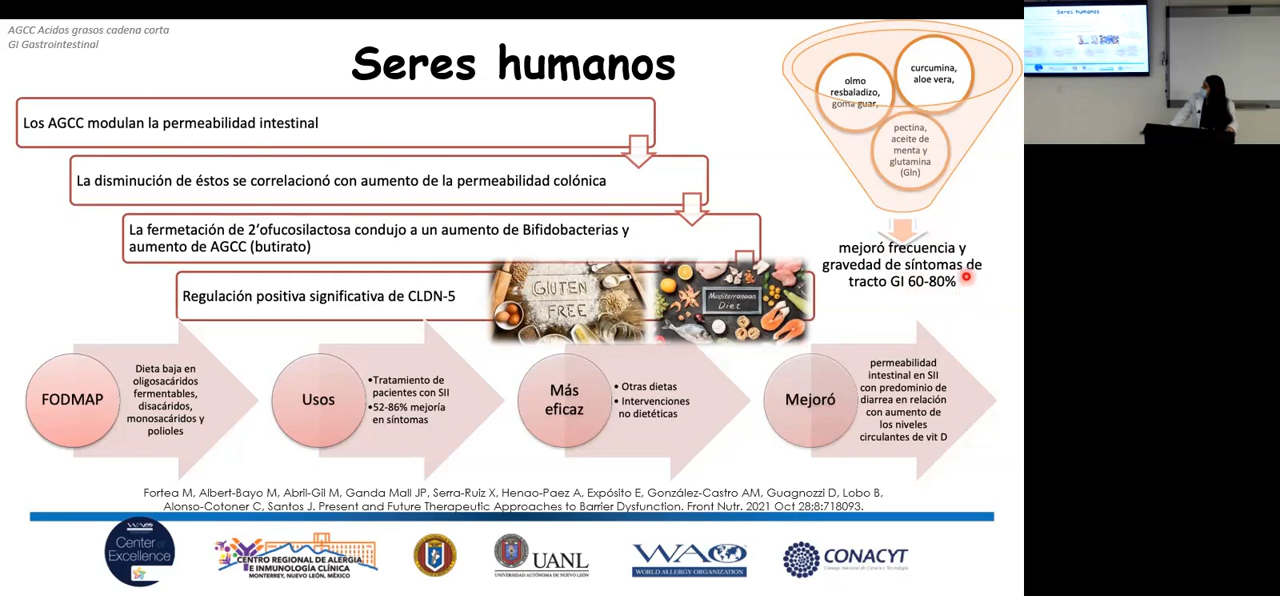 AGCC Acidos grasos cadena corta
GI Gastrointestinal
Seres humanos
Los AGCC modulan la permeabilidad intestinal
La disminución de éstos se correlacionó con aumento de la permeabilidad colónica
La fermetación de 2’ofucosilactosa condujo a un aumento de Bifidobacterias y
aumento de AGCC (butirato)
Regulación positiva significativa de CLDN-5
GLUTEN
FREE
Mediterranean
Diet
olmo
resbaladizo,
goma guar,
curcumina,
aloe vera,
pectina,
aceite de
menta y
glutamina
(Gln)
mejoró frecuencia y
gravedad de síntomas de
tracto GI 60-80%
FODMAP
Dieta baja en
oligosacáridos
fermentables,
disacáridos,
monosacáridos y
polioles
Usos
•Tratamiento de
pacientes con SII
•52-86% mejoría
en síntomas
Más
eficaz
• Otras dietas
• Intervenciones
no dietéticas
Mejoró
permeabilidad
intestinal en SII
con predominio de
diarrea en relación
con aumento de
los niveles
circulantes de vit D
Fortea M, Albert-Bayo M, Abril-Gil M, Ganda Mall JP, Serra-Ruiz X, Henao-Paez A, Expósito E, González-Castro AM, Guagnozzi D, Lobo B,
Alonso-Cotoner C, Santos J. Present and Future Therapeutic Approaches to Barrier Dysfunction. Front Nutr. 2021 Oct 28;8:718093.
WAO
Center of
Excellence
CENTRO REGIONAL DE ALERGIA
E INMUNOLOGÍA CLÍNICA
MONTERREY, NUEVO LEÓN, MÉXICO
UANL
UNIVERSIDAD AUTÓNOMA DE NUEVO LEÓN
WAO
WORLD ALLERGY ORGANIZATION
CONACYT
Consejo Nacional de Ciencia y Tecnología
Seres humanos